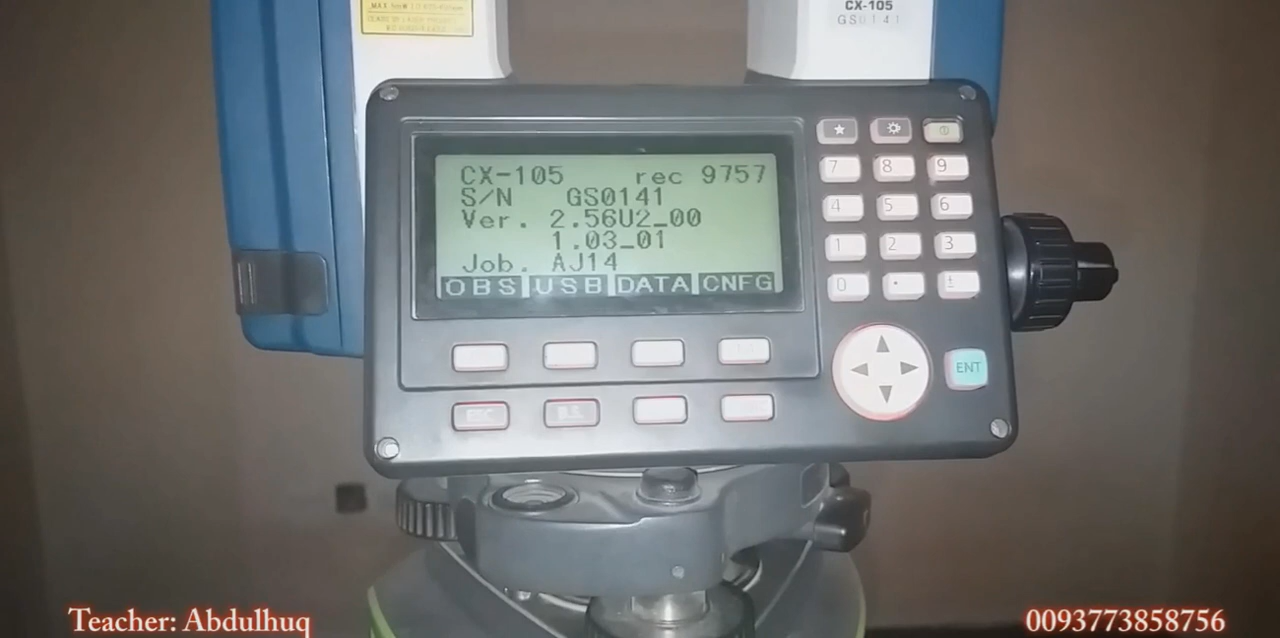 CX-105
GS0141
CX-105 rec 9757
S/N GS0141
Ver. 2.56U2_00
1.03_01
Job. AJ14
OBS USB DATA CNFG
7 8 9
4 5 6
1 2 3
0 . ±
ENT
ESC
B.S.
Teacher: Abdulhuq
0093773858756